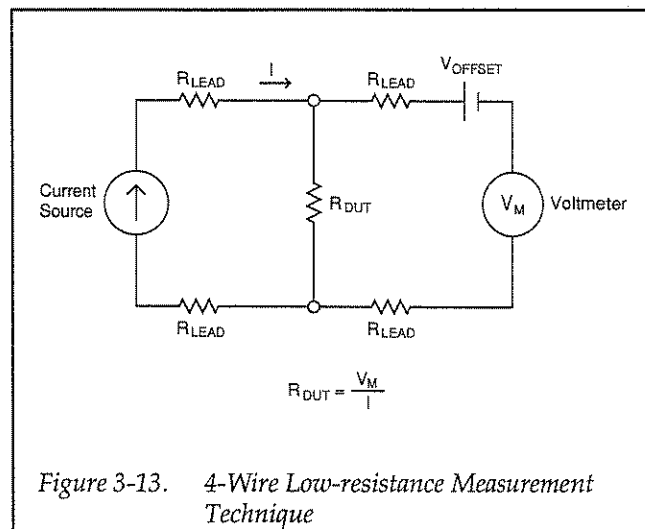 I
R_LEAD
R_LEAD
V_OFFSET
Current
Source
R_DUT
V_M
Voltmeter
R_LEAD
R_LEAD
R_DUT = V_M / I
Figure 3-13. 4-Wire Low-resistance Measurement
Technique